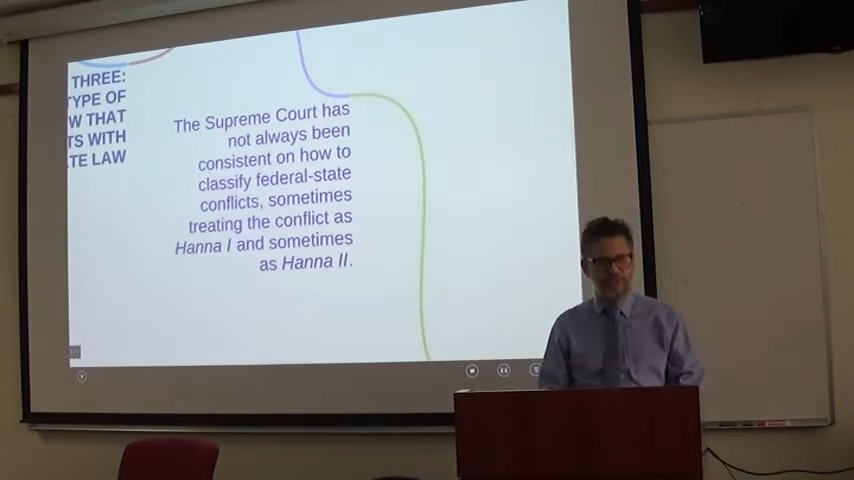 THREE:
TYPE OF
W THAT
TS WITH
TE LAW
The Supreme Court has
not always been
consistent on how to
classify federal-state
conflicts, sometimes
treating the conflict as
Hanna I and sometimes
as Hanna II.